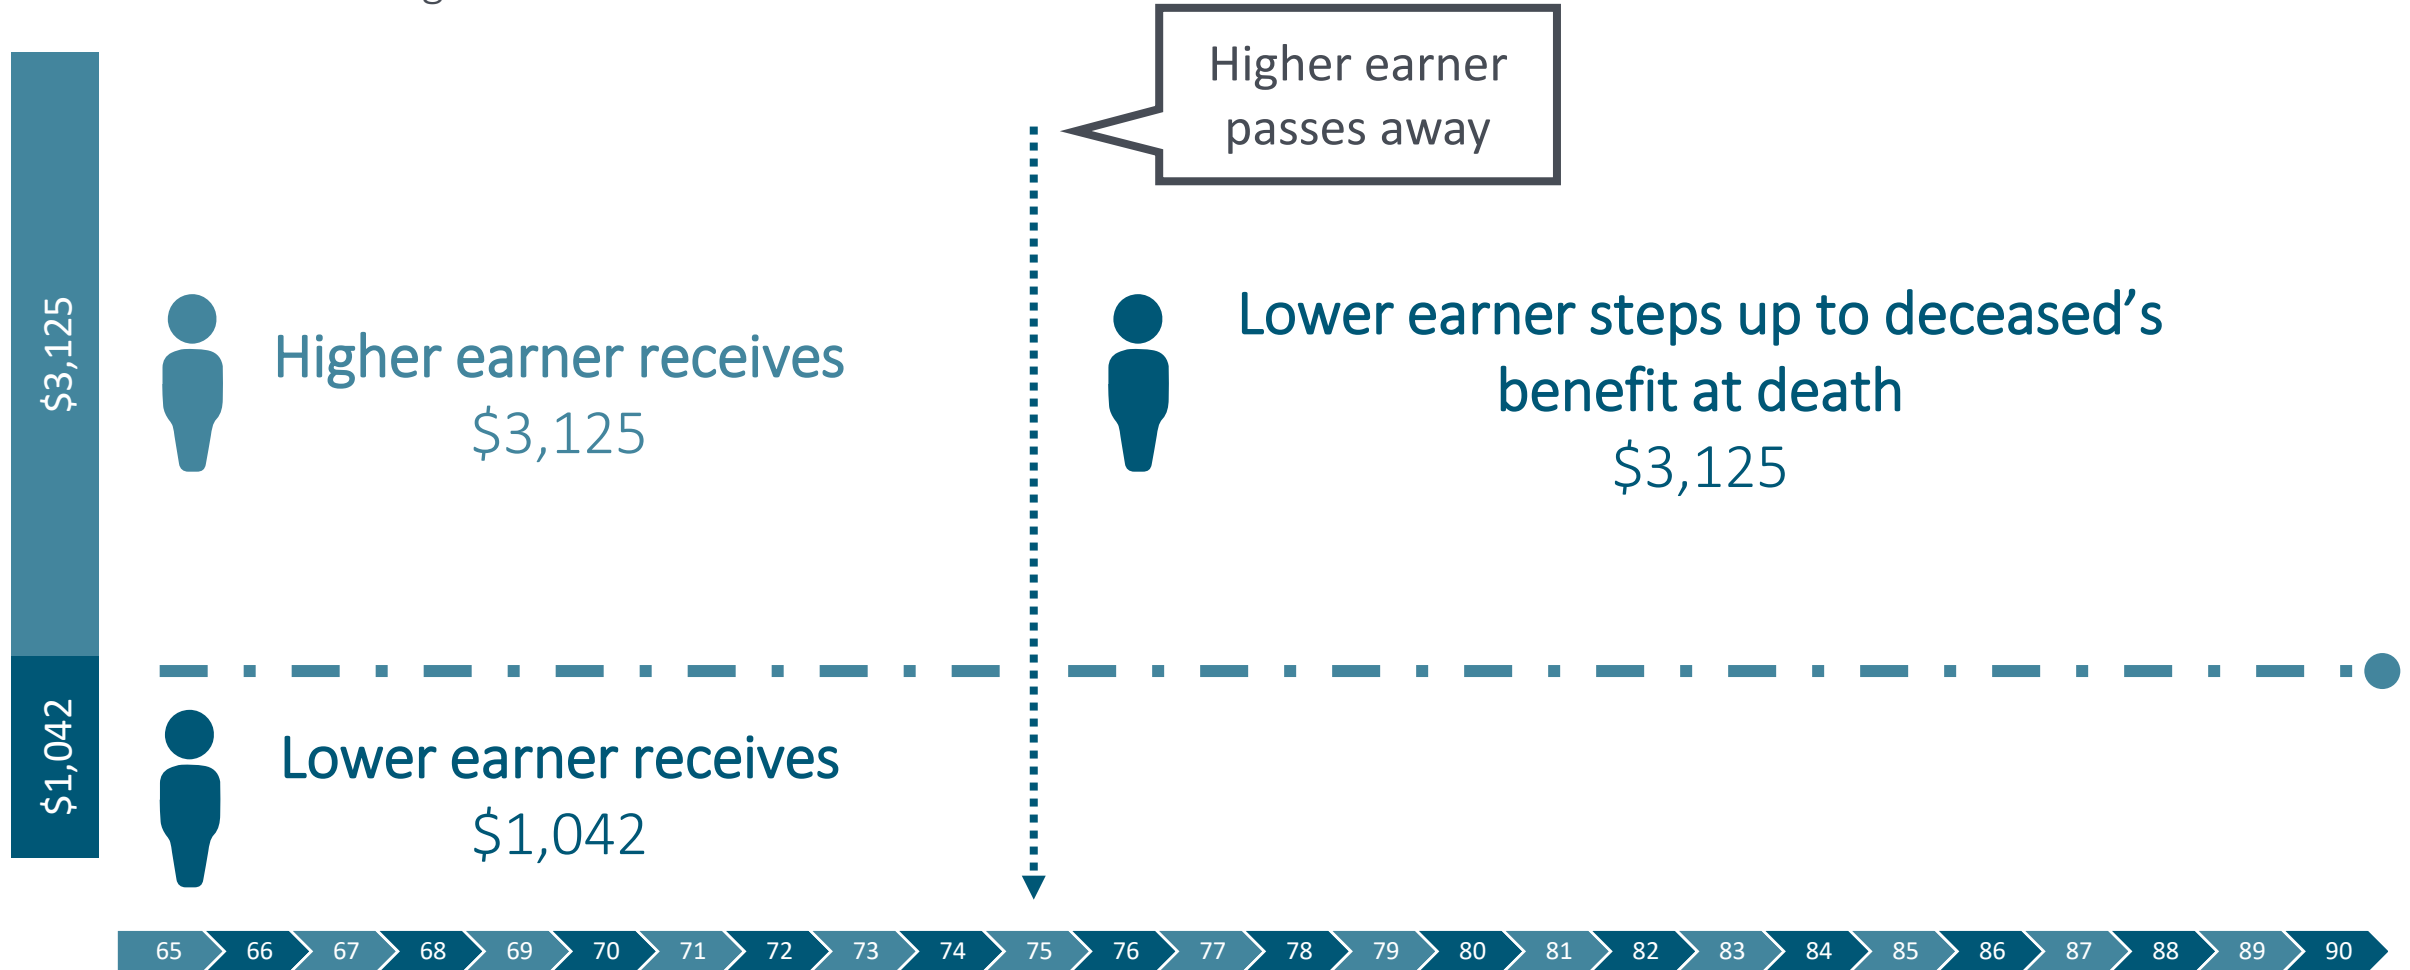 Higher earner
passes away
$3,125
Higher earner receives
$3,125
Lower earner steps up to deceased's
benefit at death
$3,125
$1,042
Lower earner receives
$1,042
65 66 67 68 69 70 71 72 73 74 75 76 77 78 79 80 81 82 83 84 85 86 87 88 89 90